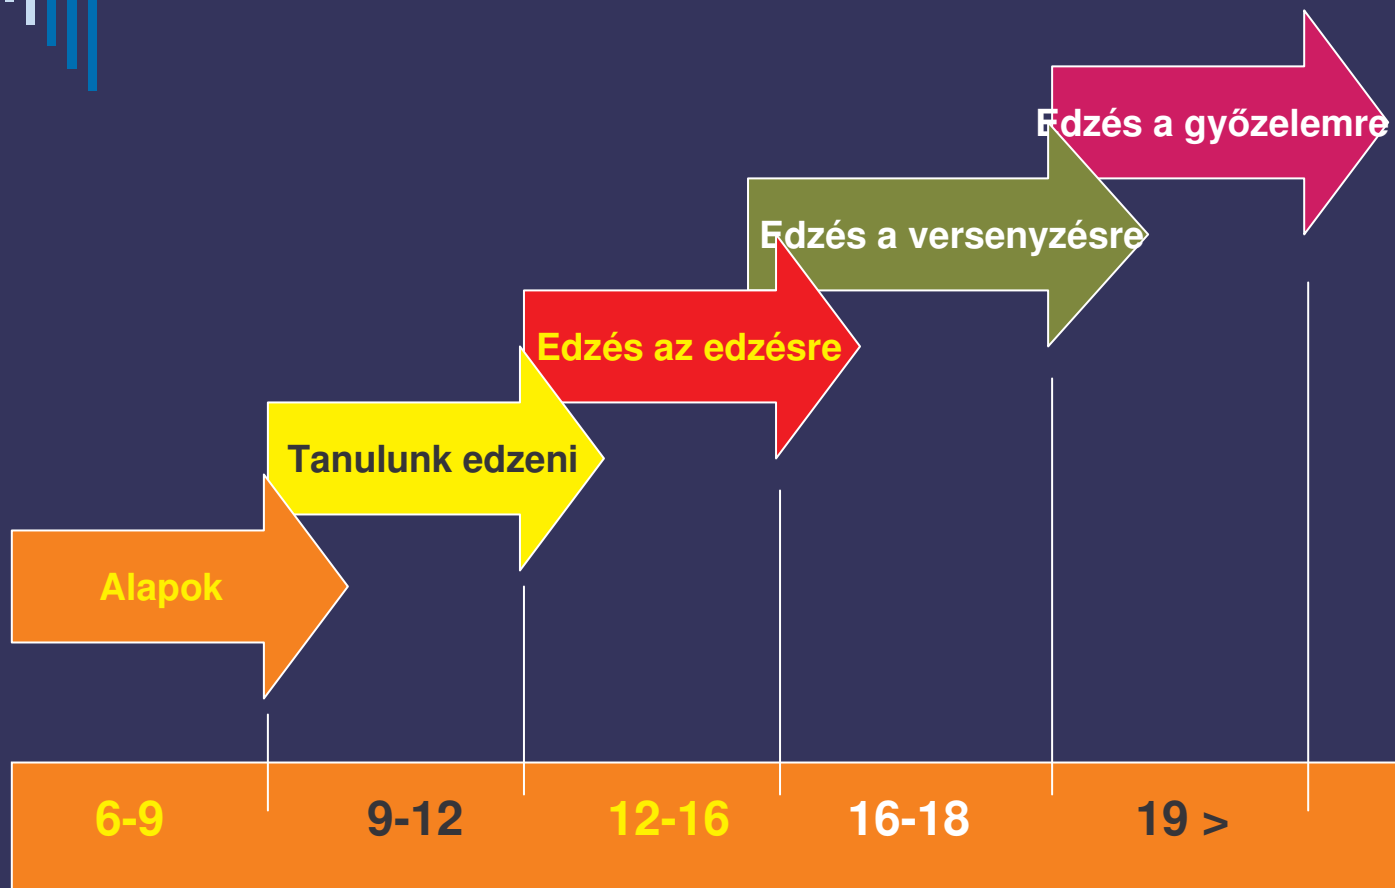 Edzés a győzelemre
Edzés a versenyzésre
Edzés az edzésre
Tanulunk edzeni
Alapok
6-9 9-12 12-16 16-18 19 >